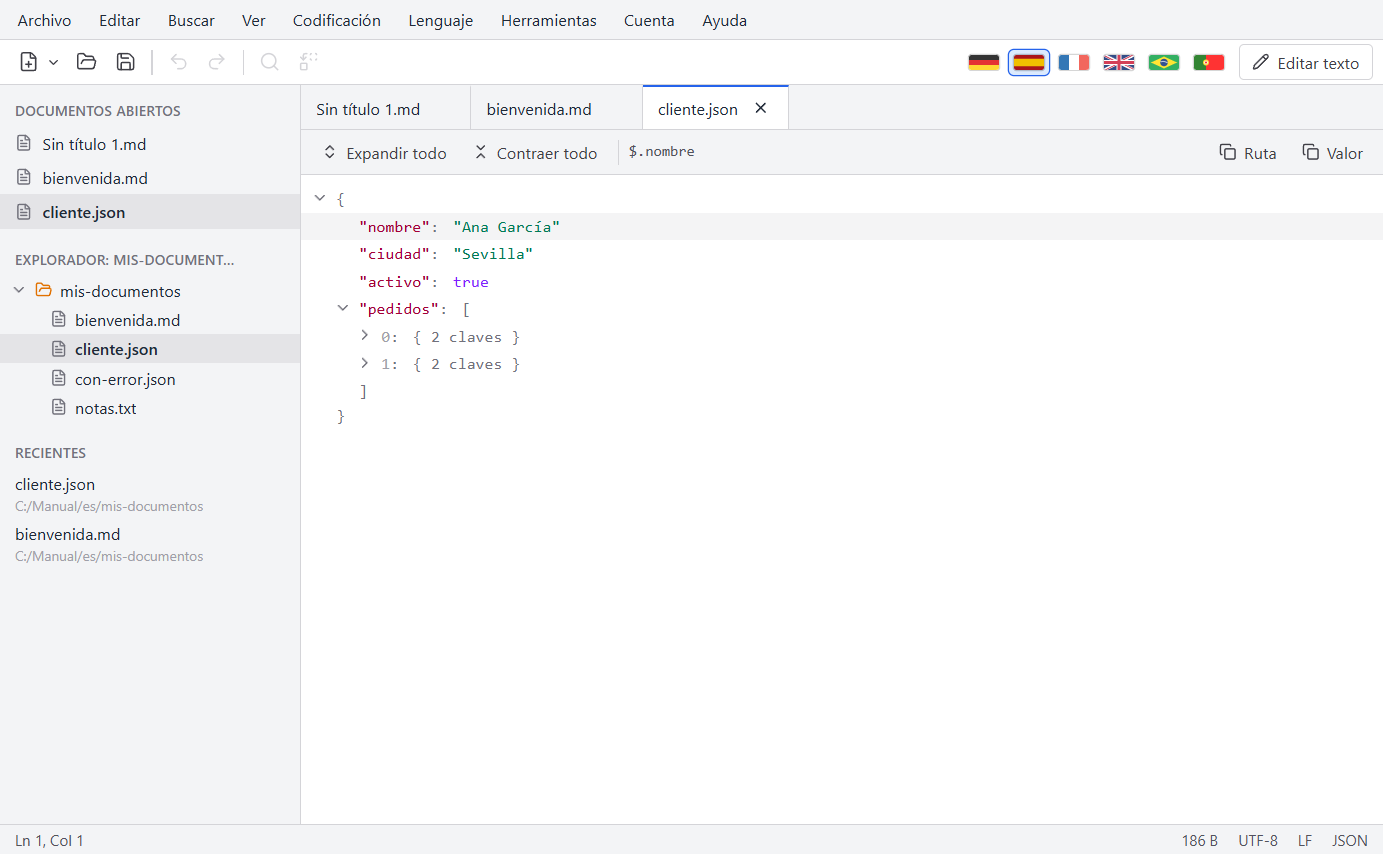 Archivo Editar Buscar Ver Codificación Lenguaje Herramientas Cuenta Ayuda
Editar texto
DOCUMENTOS ABIERTOS
Sin título 1.md
bienvenida.md
cliente.json
EXPLORADOR: MIS-DOCUMENT...
mis-documentos
bienvenida.md
cliente.json
con-error.json
notas.txt
RECIENTES
cliente.json
C:/Manual/es/mis-documentos
bienvenida.md
C:/Manual/es/mis-documentos
Sin título 1.md bienvenida.md cliente.json
Expandir todo Contraer todo $.nombre Ruta Valor
{
"nombre": "Ana García"
"ciudad": "Sevilla"
"activo": true
"pedidos": [
0: { 2 claves }
1: { 2 claves }
]
}
Ln 1, Col 1 186 B UTF-8 LF JSON